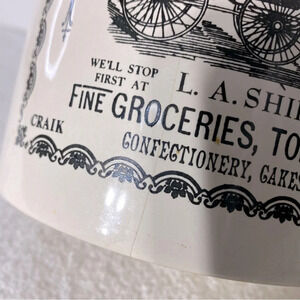 WE'LL STOP
FIRST AT
L. A. SHI
FINE GROCERIES, TO
CONFECTIONERY, CAKES
CRAIK